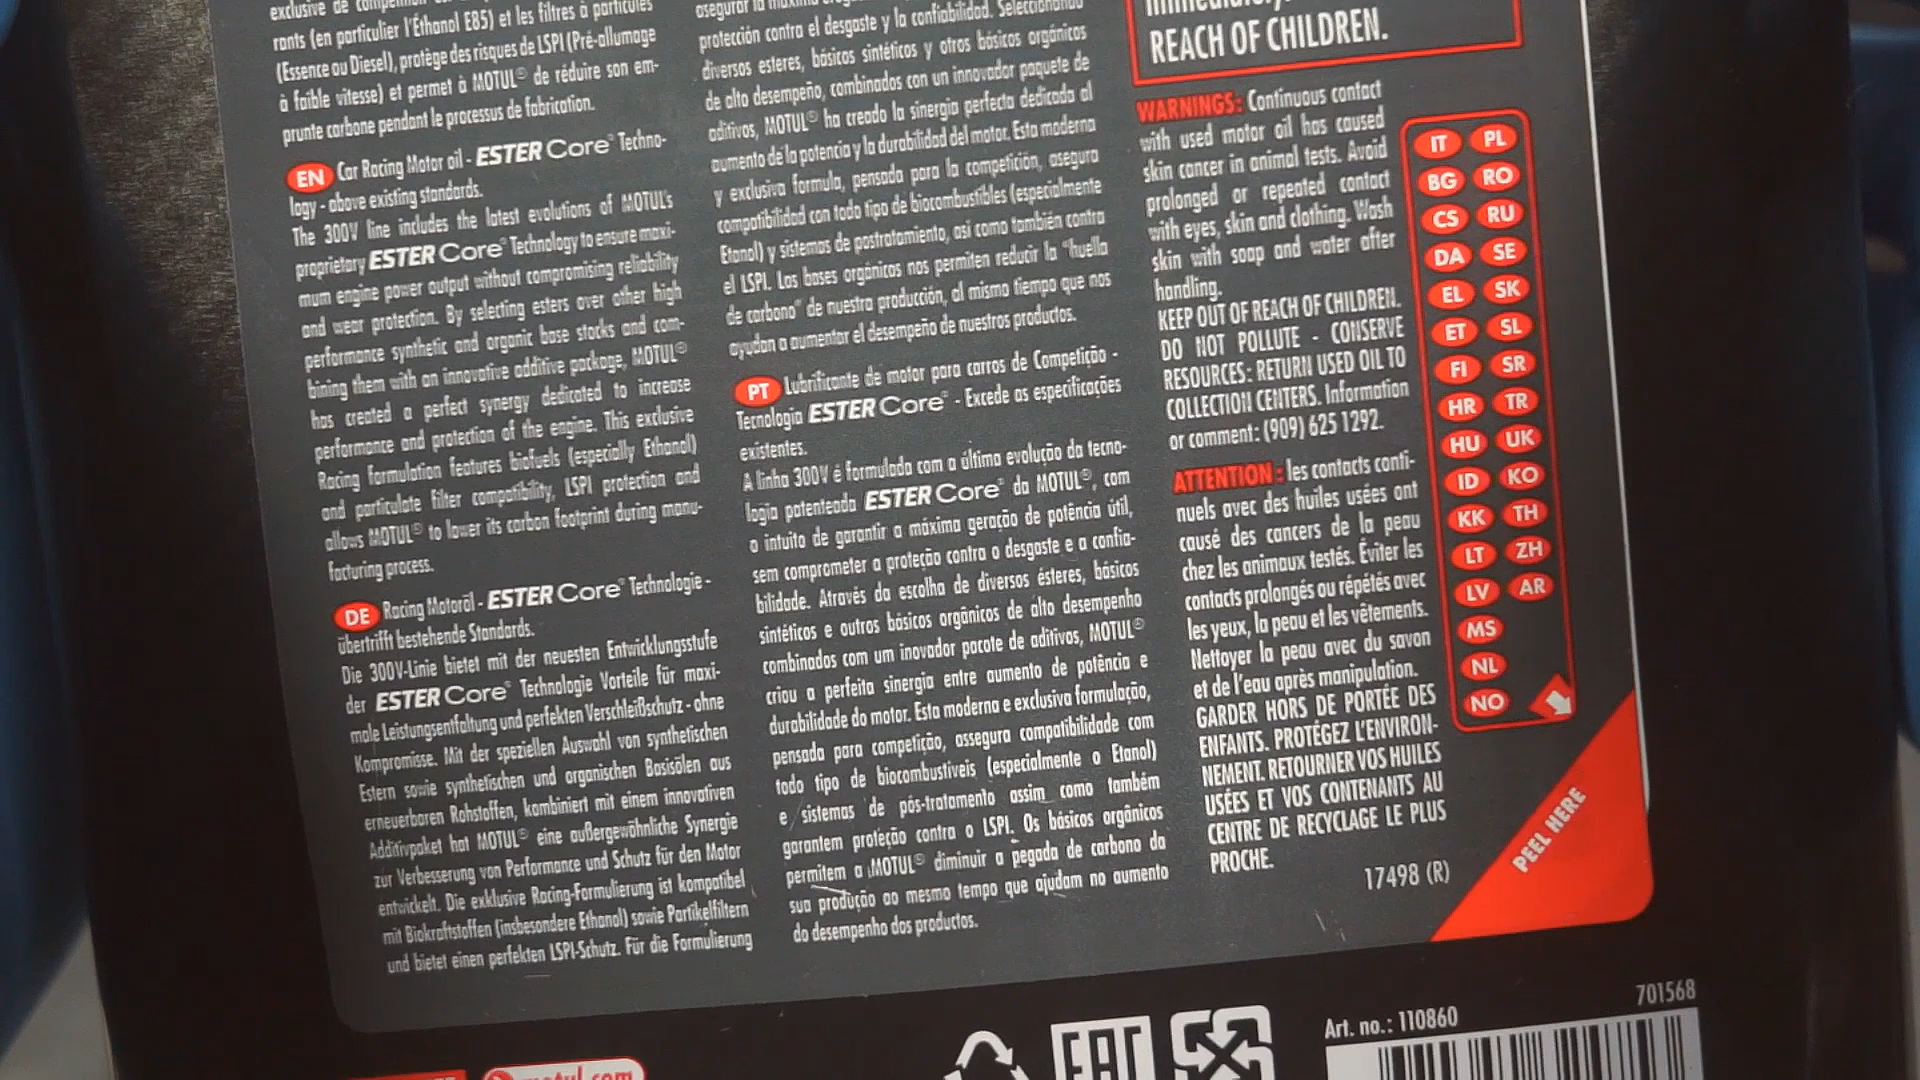 exclusive de
rants (en particulier l'Éthanol E85) et les filtres à particules
(Essence ou Diesel), protège des risques de LSPI (Pré-allumage
à faible vitesse) et permet à MOTUL® de réduire son em-
prunte carbone pendant le processus de fabrication.
EN Car Racing Motor oil - ESTER Core® Techno-
logy - above existing standards.
The 300V line includes the latest evolutions of MOTUL's
proprietary ESTER Core® Technology to ensure maxi-
mum engine power output without compromising reliability
and wear protection. By selecting esters over other high
performance synthetic and organic base stocks and com-
bining them with an innovative additive package, MOTUL®
has created a perfect synergy dedicated to increase
performance and protection of the engine. This exclusive
Racing Formulation features biofuels (especially Ethanol)
and particulate filter compatibility, LSPI protection and
allows MOTUL® to lower its carbon footprint during manu-
facturing process.
DE Racing Motoröl - ESTER Core® Technologie -
übertrifft bestehende Standards.
Die 300V-Linie bietet mit der neuesten Entwicklungsstufe
der ESTER Core® Technologie Vorteile für maxi-
male Leistungsentfaltung und perfekten Verschleißschutz - ohne
Kompromisse. Mit der speziellen Auswahl von synthetischen
Estern sowie synthetischen und organischen Basisölen aus
erneuerbaren Rohstoffen, kombiniert mit einem innovativen
Additivpaket hat MOTUL® eine außergewöhnliche Synergie
zur Verbesserung von Performance und Schutz für den Motor
entwickelt. Die exklusive Racing-Formulierung ist kompatibel
mit Biokraftstoffen (insbesondere Ethanol) sowie Partikelfiltern
und bietet einen perfekten LSPI-Schutz. Für die Formulierung
asegurar la máxima
protección contra el desgaste y la confiabilidad. Seleccionando
diversos esteres, básicos sintéticos y otros básicos orgánicos
de alto desempeño, combinados con un innovador paquete de
aditivos, MOTUL® ha creado la sinergia perfecta dedicada al
aumento de la potencia y la durabilidad del motor. Esta moderna
y exclusiva formula, pensada para la competición, asegura
compatibilidad con todo tipo de biocombustibles (especialmente
Etanol) y sistemas de postratamiento, así como también contra
el LSPI. Las bases orgánicos nos permiten reducir la "huella
de carbono" de nuestra producción, al mismo tiempo que nos
ayudan a aumentar el desempeño de nuestros productos.
PT Lubrificante de motor para carros de Competição -
Tecnologia ESTER Core® - Excede as especificações
existentes.
A linha 300V é formulada com a última evolução da tecno-
logia patenteada ESTER Core® da MOTUL®, com
o intuito de garantir a máxima geração de potência útil,
sem comprometer a proteção contra o desgaste e a confia-
bilidade. Através da escolha de diversos ésteres, básicos
sintéticos e outros básicos orgânicos de alto desempenho
combinados com um inovador pacote de aditivos, MOTUL®
criou a perfeita sinergia entre aumento de potência e
durabilidade do motor. Esta moderna e exclusiva formulação,
pensada para competição, assegura compatibilidade com
todo tipo de biocombustíveis (especialmente o Etanol)
e sistemas de pós-tratamento assim como também
garantem proteção contra o LSPI. Os básicos orgânicos
permitem a MOTUL® diminuir a pegada de carbono da
sua produção ao mesmo tempo que ajudam no aumento
do desempenho dos productos.
immediately.
REACH OF CHILDREN.
WARNINGS: Continuous contact
with used motor oil has caused
skin cancer in animal tests. Avoid
prolonged or repeated contact
with eyes, skin and clothing. Wash
skin with soap and water after
handling.
KEEP OUT OF REACH OF CHILDREN.
DO NOT POLLUTE - CONSERVE
RESOURCES: RETURN USED OIL TO
COLLECTION CENTERS. Information
or comment: (909) 625 1292.
ATTENTION : les contacts conti-
nuels avec des huiles usées ont
causé des cancers de la peau
chez les animaux testés. Éviter les
contacts prolongés ou répétés avec
les yeux, la peau et les vêtements.
Nettoyer la peau avec du savon
et de l'eau après manipulation.
GARDER HORS DE PORTÉE DES
ENFANTS. PROTÉGEZ L'ENVIRON-
NEMENT. RETOURNER VOS HUILES
USÉES ET VOS CONTENANTS AU
CENTRE DE RECYCLAGE LE PLUS
PROCHE.
17498 (R)
IT PL
BG RO
CS RU
DA SE
EL SK
ET SL
FI SR
HR TR
HU UK
ID KO
KK TH
LT ZH
LV AR
MS
NL
NO
PEEL HERE
701568
Art. no.: 110860
EAC
motul.com